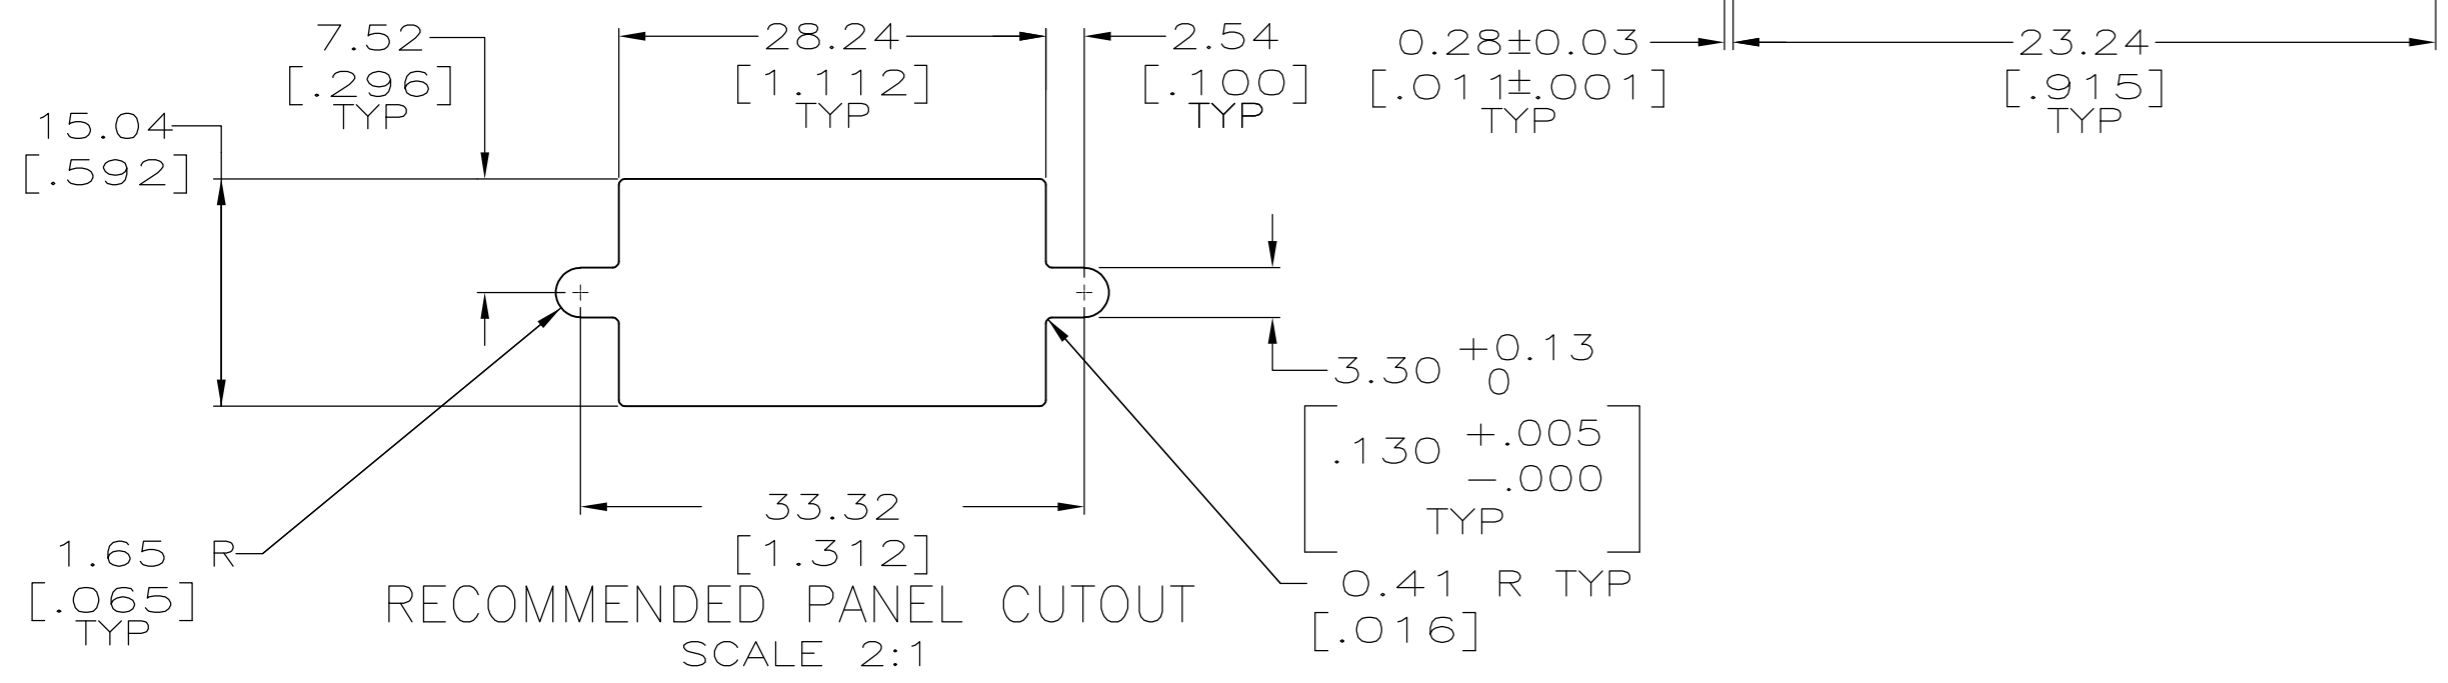 7.52
[.296]
TYP
28.24
[1.112]
TYP
2.54
[.100]
TYP
0.28±0.03
[.011±.001]
TYP
23.24
[.915]
TYP
15.04
[.592]
3.30 +0.13
0
.130 +.005
-.000
TYP
33.32
[1.312]
1.65 R
[.065]
TYP
0.41 R TYP
[.016]
RECOMMENDED PANEL CUTOUT
SCALE 2:1